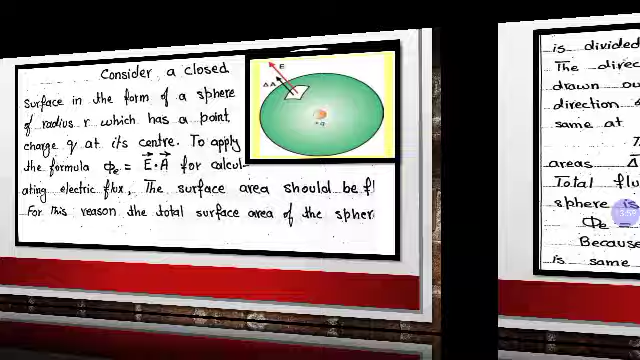 Consider a closed
surface in the form of a sphere
of radius r which has a point
charge q at its centre. To apply
the formula Φe = E⃗ . A⃗ for calcul-
ating electric flux, The surface area should be fl
For this reason the total surface area of the spher
E
ΔA
+q
is divided
The direc
drawn ou
direction o
same at
areas Δ
Total flu
sphere is
Φe =
Because
is same
13:59